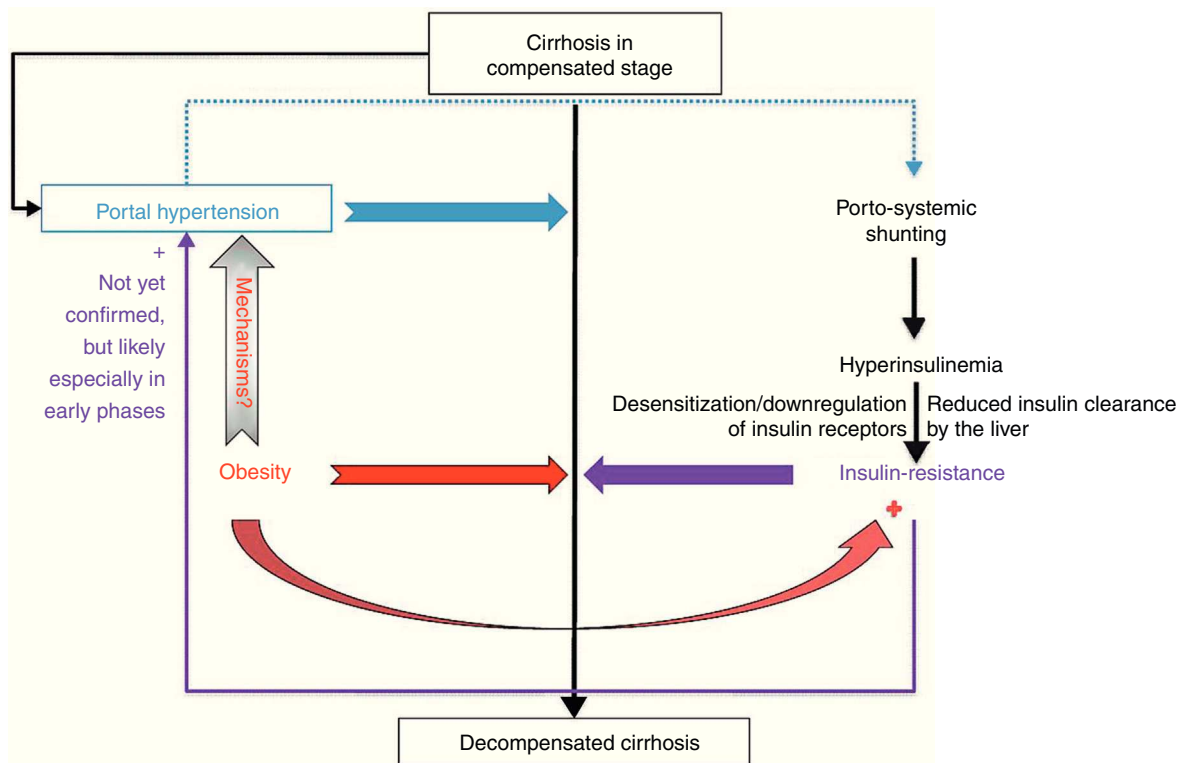 Cirrhosis in
compensated stage
Portal hypertension
Porto-systemic
shunting
+
Not yet
confirmed,
but likely
especially in
early phases
Mechanisms?
Hyperinsulinemia
Desensitization/downregulation
of insulin receptors
Reduced insulin clearance
by the liver
Obesity
Insulin-resistance
+
Decompensated cirrhosis